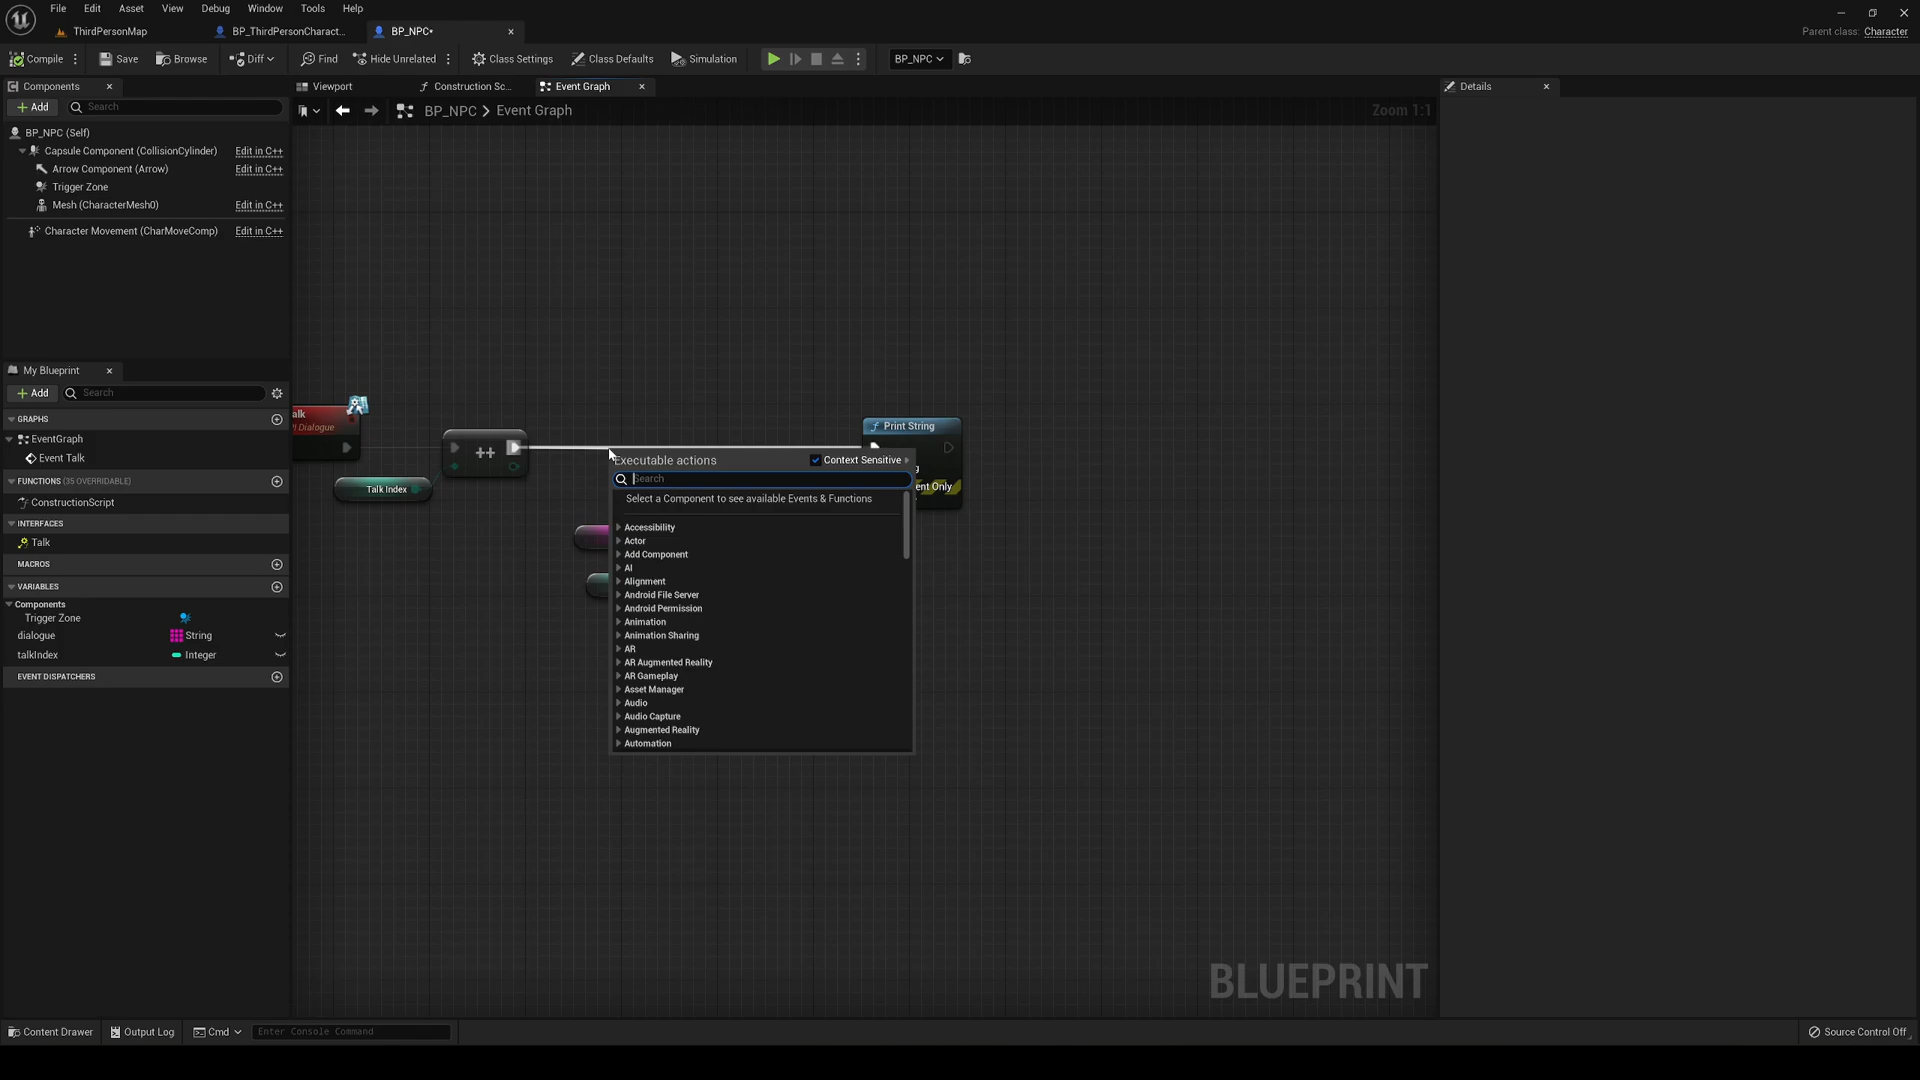 File Edit Asset View Debug Window Tools Help
ThirdPersonMap BP_ThirdPersonCharact... BP_NPC*
Parent class: Character
Compile Save Browse Diff Find Hide Unrelated Class Settings Class Defaults Simulation BP_NPC
Components
Add Search
BP_NPC (Self)
Capsule Component (CollisionCylinder) Edit in C++
Arrow Component (Arrow) Edit in C++
Trigger Zone
Mesh (CharacterMesh0) Edit in C++
Character Movement (CharMoveComp) Edit in C++
My Blueprint
Add Search
GRAPHS
EventGraph
Event Talk
FUNCTIONS (35 OVERRIDABLE)
ConstructionScript
INTERFACES
Talk
MACROS
VARIABLES
Components
Trigger Zone
dialogue String
talkIndex Integer
EVENT DISPATCHERS
Viewport Construction Sc... Event Graph
BP_NPC > Event Graph
Zoom 1:1
Details
alk
I Dialogue
++
Talk Index
Print String
g
ent Only
Executable actions Context Sensitive
Search
Select a Component to see available Events & Functions
Accessibility
Actor
Add Component
AI
Alignment
Android File Server
Android Permission
Animation
Animation Sharing
AR
AR Augmented Reality
AR Gameplay
Asset Manager
Audio
Audio Capture
Augmented Reality
Automation
BLUEPRINT
Content Drawer Output Log Cmd Enter Console Command
Source Control Off